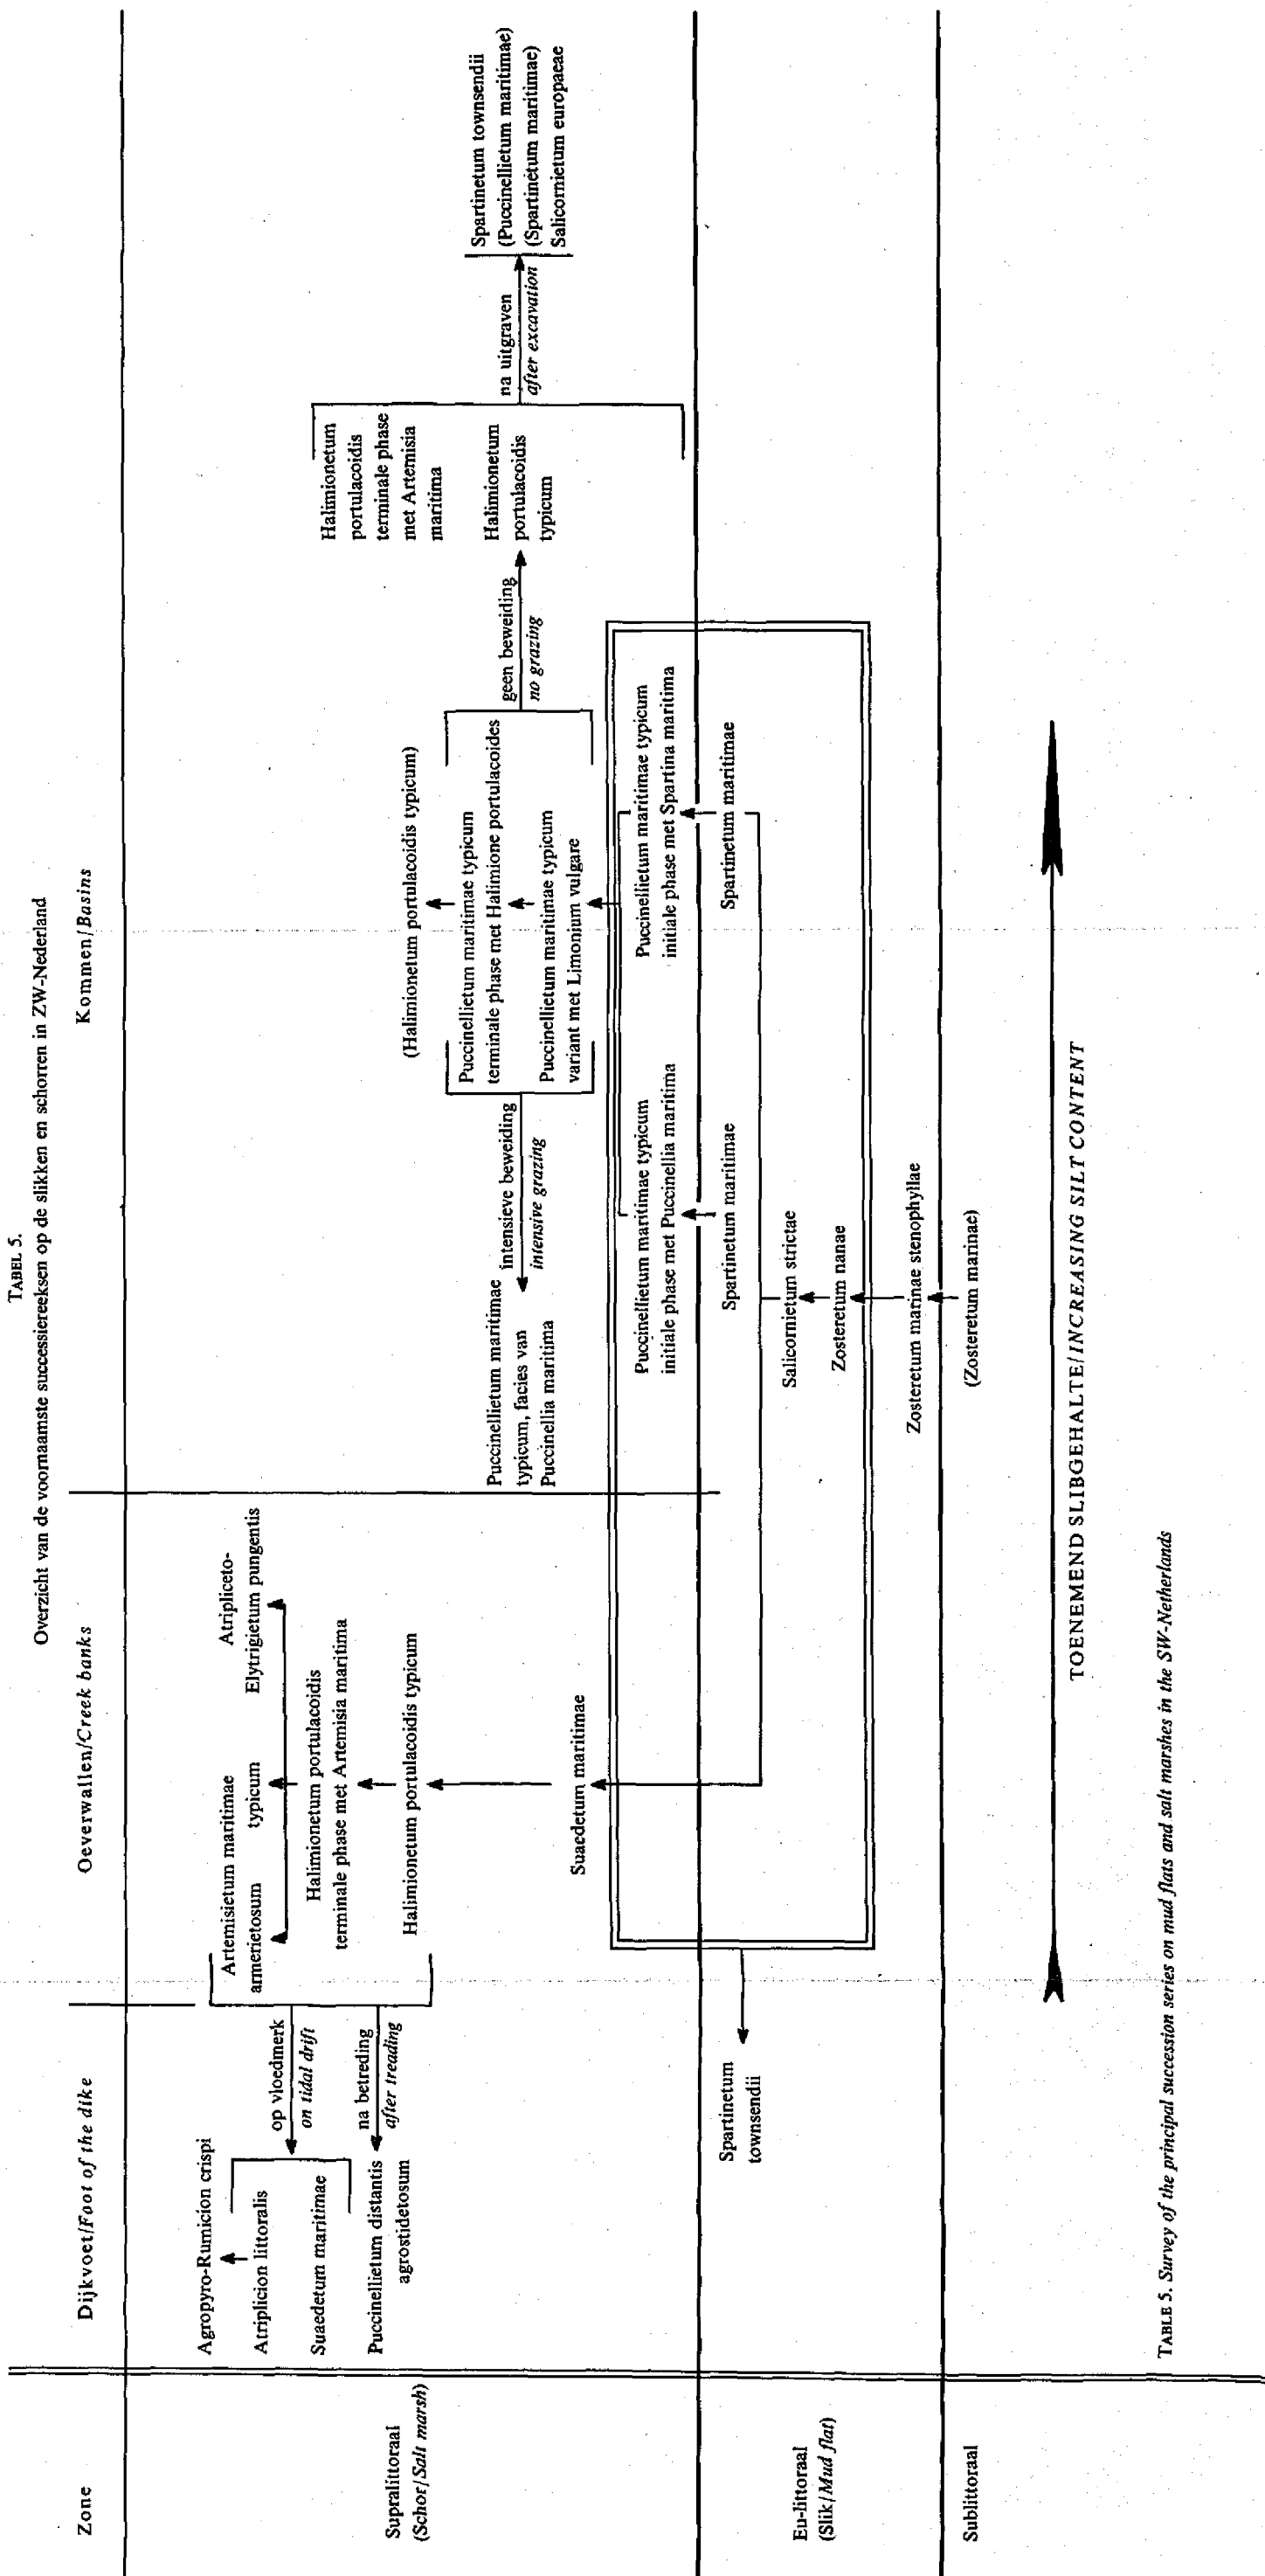 TABEL 5.
Overzicht van de voornaamste successiereeksen op de slikken en schorren in ZW-Nederland
Zone
Dijkvoet/Foot of the dike
Oeverwallen/Creek banks
Kommen/Basins
Supralittoraal
(Schor/Salt marsh)
Agropyro-Rumicion crispi
Atriplicion littoralis
Suaedetum maritimae
Puccinellietum distantis
agrostidetosum
op vloedmerk
on tidal drift
na betreding
after treading
Artemisietum maritimae
armerietosum typicum
Atripliceto-
Elytrigietum pungentis
Halimionetum portulacoidis
terminale phase met Artemisia maritima
Halimionetum portulacoidis typicum
Suaedetum maritimae
Puccinellietum maritimae
typicum, facies van
Puccinellia maritima
intensieve beweiding
intensive grazing
(Halimionetum portulacoidis typicum)
Puccinellietum maritimae typicum
terminale phase met Halimione portulacoides
Puccinellietum maritimae typicum
variant met Limonium vulgare
geen beweiding
no grazing
Halimionetum
portulacoidis
terminale phase
met Artemisia
maritima
Halimionetum
portulacoidis
typicum
na uitgraven
after excavation
Spartinetum townsendii
(Puccinellietum maritimae)
(Spartinetum maritimae)
Salicornietum europaeae
Puccinellietum maritimae typicum
initiale phase met Puccinellia maritima
Puccinellietum maritimae typicum
initiale phase met Spartina maritima
Eu-littoraal
(Slik/Mud flat)
Spartinetum
townsendii
Spartinetum maritimae
Spartinetum maritimae
Salicornietum strictae
Zosteretum nanae
Zosteretum marinae stenophyllae
Sublittoraal
(Zosteretum marinae)
TOENEMEND SLIBGEHALTE/INCREASING SILT CONTENT
TABLE 5. Survey of the principal succession series on mud flats and salt marshes in the SW-Netherlands